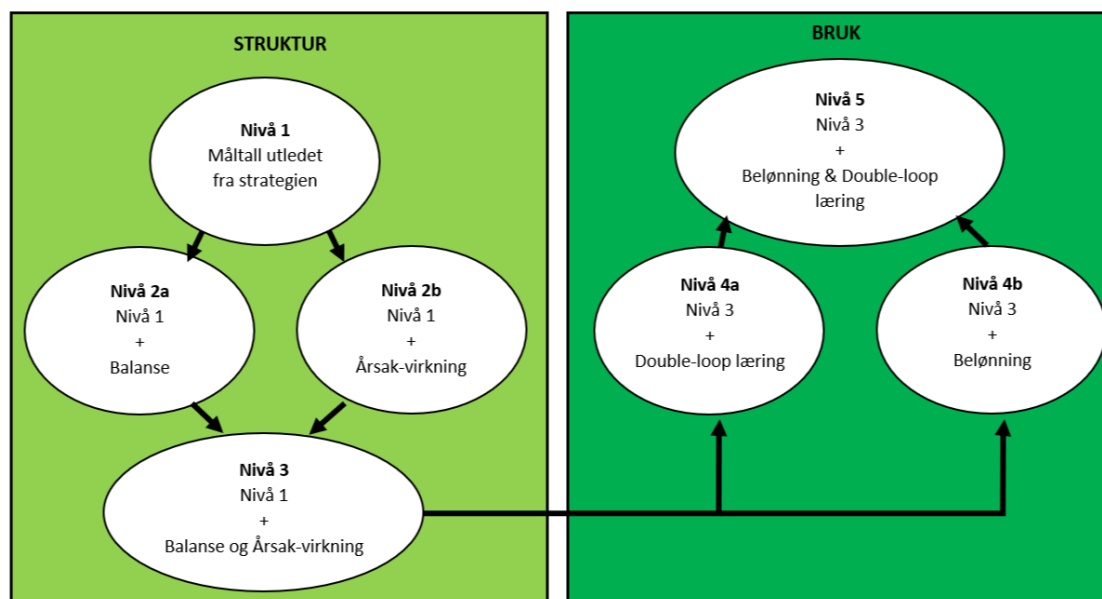 STRUKTUR
Nivå 1
Måltall utledet
fra strategien
Nivå 2a
Nivå 1
+
Balanse
Nivå 2b
Nivå 1
+
Årsak-virkning
Nivå 3
Nivå 1
+
Balanse og Årsak-virkning
BRUK
Nivå 5
Nivå 3
+
Belønning & Double-loop
læring
Nivå 4a
Nivå 3
+
Double-loop læring
Nivå 4b
Nivå 3
+
Belønning